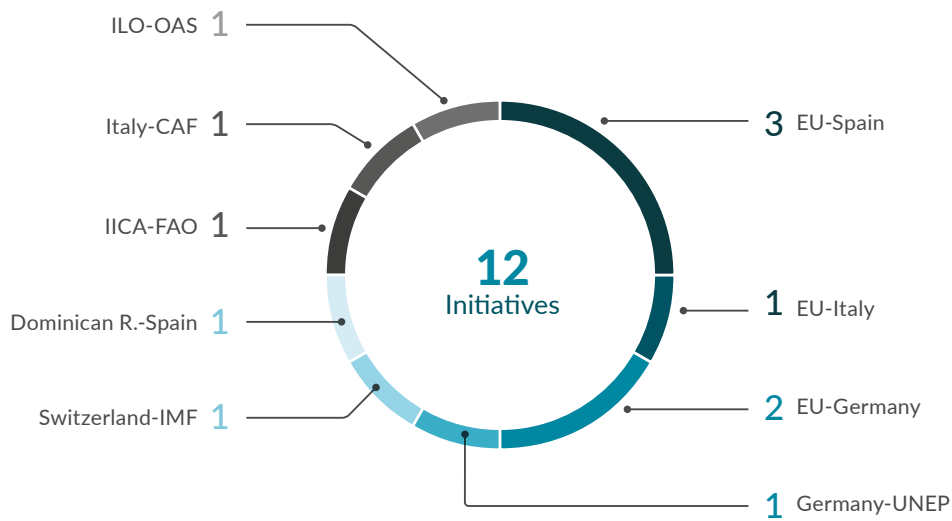 ILO-OAS 1
Italy-CAF 1
IICA-FAO 1
Dominican R.-Spain 1
Switzerland-IMF 1
12
Initiatives
3 EU-Spain
1 EU-Italy
2 EU-Germany
1 Germany-UNEP